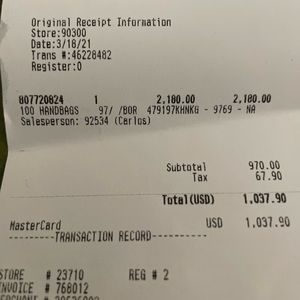 Original Receipt Information
Store:90300
Date:3/18/21
Trans #:46228482
Register:0
807720824 1 2,180.00 2,180.00
100 HANDBAGS 97/ /BOR 479197KHNKG - 9769 - NA
Salesperson: 92534 (Carlos)
Subtotal 970.00
Tax 67.90
Total(USD) 1,037.90
MasterCard USD 1,037.90
--------TRANSACTION RECORD--------
STORE # 23710 REG # 2
INVOICE # 768012